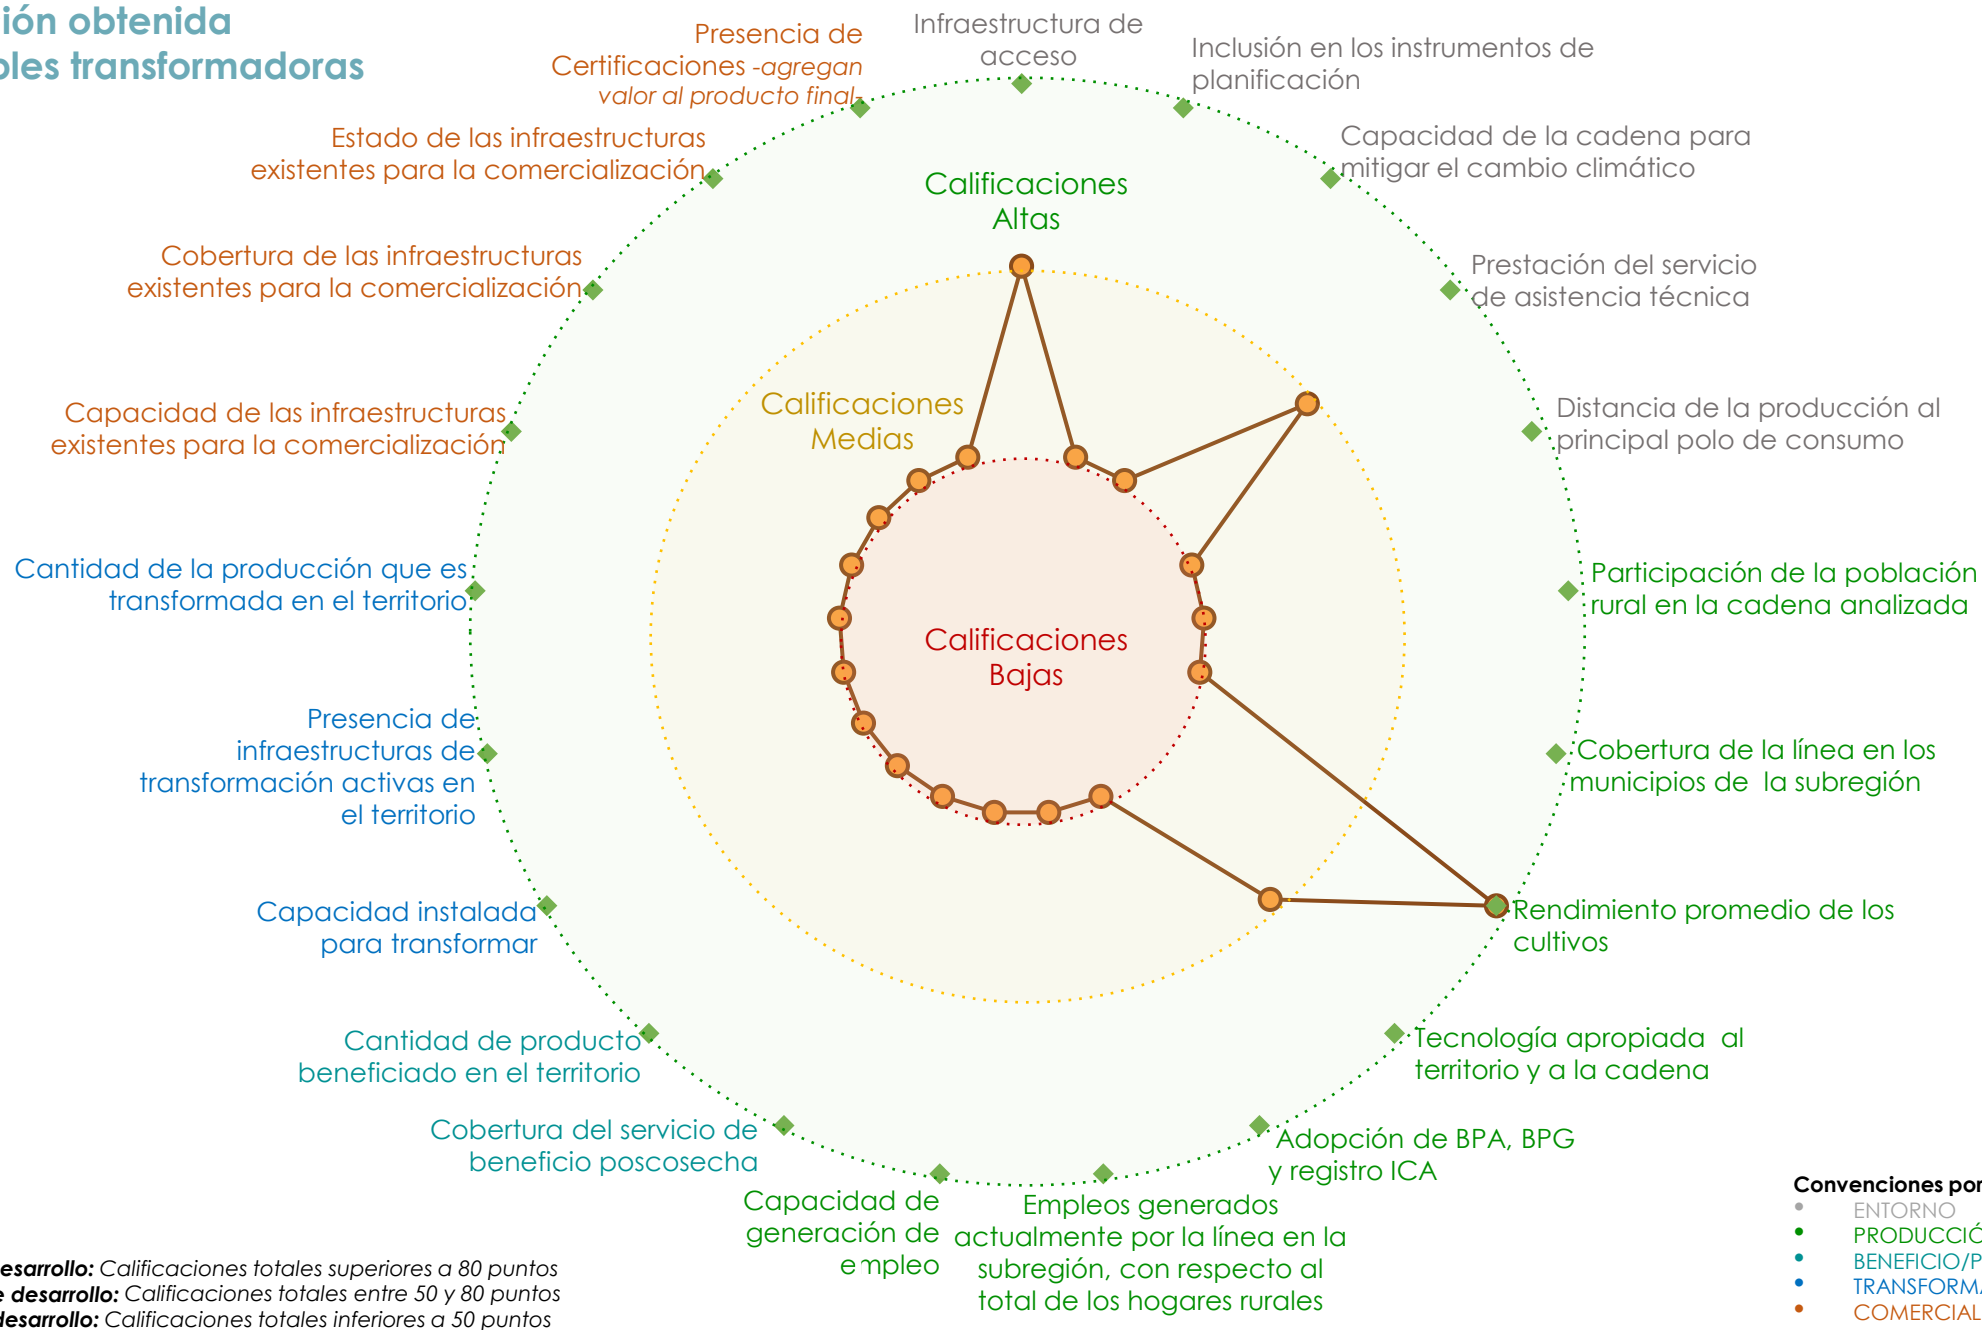 ión obtenida
bles transformadoras
Infraestructura de
acceso
Inclusión en los instrumentos de
planificación
Capacidad de la cadena para
mitigar el cambio climático
Prestación del servicio
de asistencia técnica
Distancia de la producción al
principal polo de consumo
Participación de la población
rural en la cadena analizada
Cobertura de la línea en los
municipios de la subregión
Rendimiento promedio de los
cultivos
Tecnología apropiada al
territorio y a la cadena
Adopción de BPA, BPG
y registro ICA
Empleos generados
actualmente por la línea en la
subregión, con respecto al
total de los hogares rurales
Capacidad de
generación de
empleo
Cobertura del servicio de
beneficio poscosecha
Cantidad de producto
beneficiado en el territorio
Capacidad instalada
para transformar
Presencia de
infraestructuras de
transformación activas en
el territorio
Cantidad de la producción que es
transformada en el territorio
Capacidad de las infraestructuras
existentes para la comercialización
Cobertura de las infraestructuras
existentes para la comercialización
Estado de las infraestructuras
existentes para la comercialización
Presencia de
Certificaciones -agregan
valor al producto final-
Calificaciones
Altas
Calificaciones
Medias
Calificaciones
Bajas
esarrollo: Calificaciones totales superiores a 80 puntos
e desarrollo: Calificaciones totales entre 50 y 80 puntos
desarrollo: Calificaciones totales inferiores a 50 puntos
Convenciones por
• ENTORNO
• PRODUCCIÓ
• BENEFICIO/P
• TRANSFORMA
• COMERCIAL